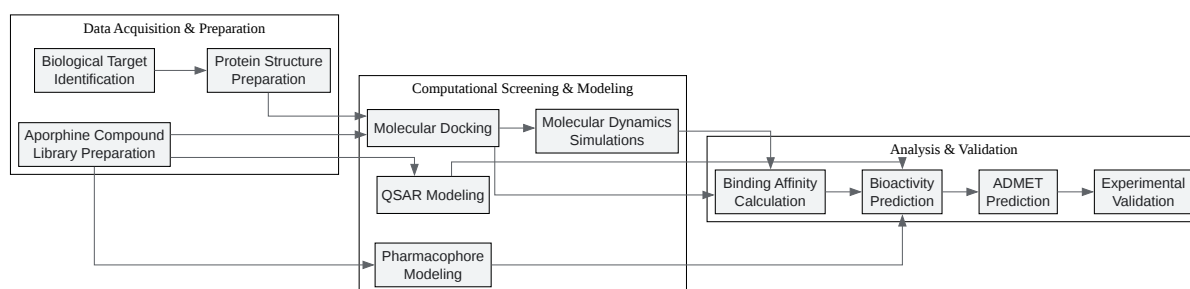 Data Acquisition & Preparation
Biological Target
Identification
Protein Structure
Preparation
Aporphine Compound
Library Preparation
Computational Screening & Modeling
Molecular Docking
Molecular Dynamics
Simulations
QSAR Modeling
Pharmacophore
Modeling
Analysis & Validation
Binding Affinity
Calculation
Bioactivity
Prediction
ADMET
Prediction
Experimental
Validation